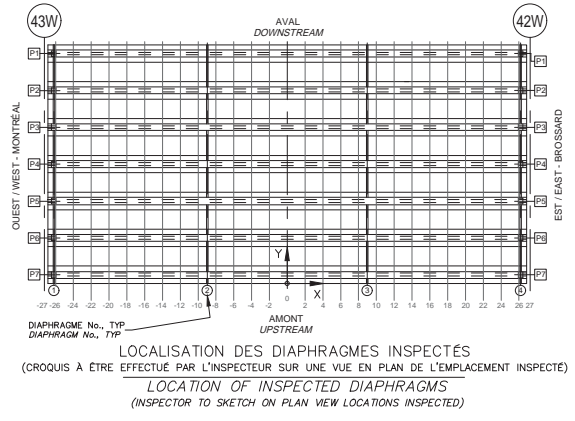 43W
42W
AVAL
DOWNSTREAM
P1
P1
P2
P2
P3
P3
P4
P4
P5
P5
P6
P6
P7
P7
OUEST / WEST - MONTRÉAL
EST / EAST - BROSSARD
Y
X
1
2
3
4
-27 -26 -24 -22 -20 -18 -16 -14 -12 -10 -8 -6 -4 -2 0 2 4 6 8 10 12 14 16 18 20 22 24 26 27
DIAPHRAGME No., TYP
DIAPHRAGM No., TYP
AMONT
UPSTREAM
LOCALISATION DES DIAPHRAGMES INSPECTÉS
(CROQUIS À ÊTRE EFFECTUÉ PAR L'INSPECTEUR SUR UNE VUE EN PLAN DE L'EMPLACEMENT INSPECTÉ)
LOCATION OF INSPECTED DIAPHRAGMS
(INSPECTOR TO SKETCH ON PLAN VIEW LOCATIONS INSPECTED)